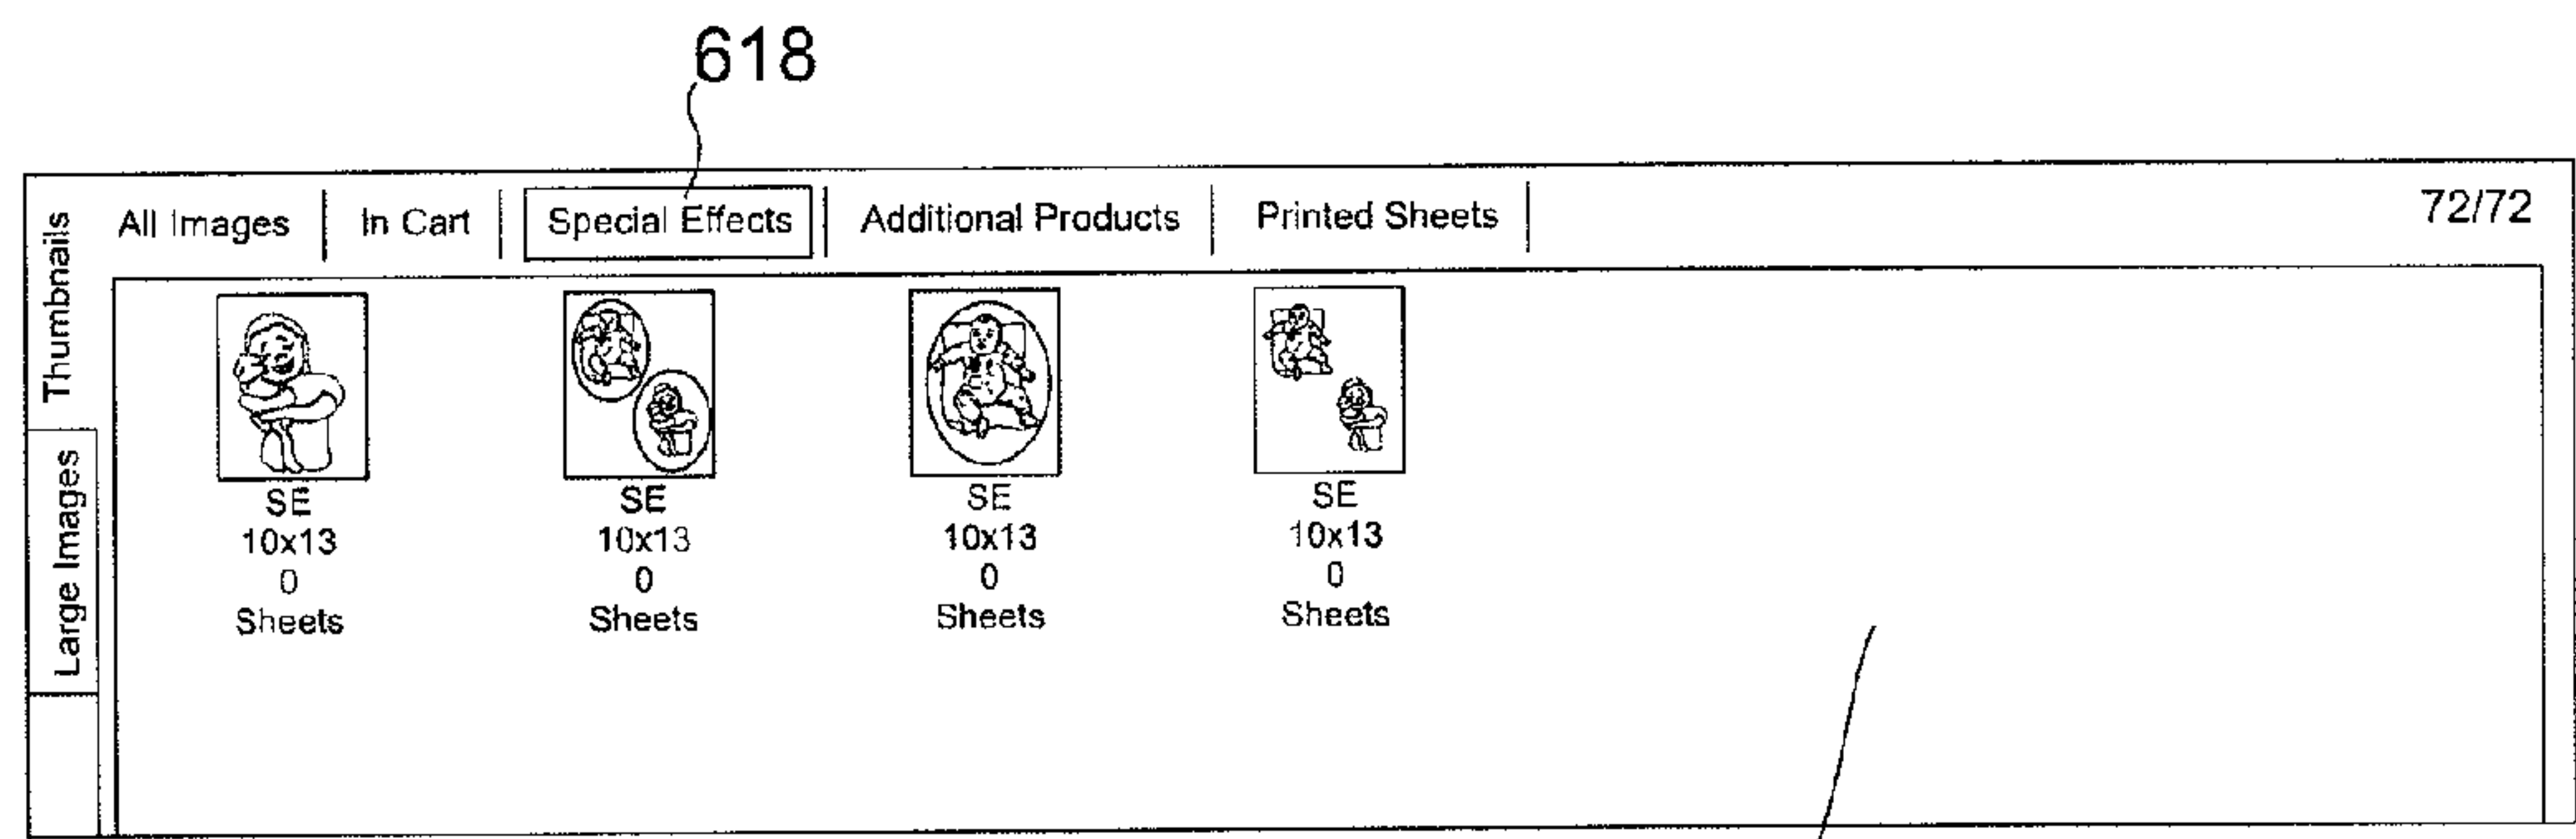 618
All Images In Cart Special Effects Additional Products Printed Sheets 72/72
Thumbnails
Large Images
SE SE SE SE
10x13 10x13 10x13 10x13
0 0 0 0
Sheets Sheets Sheets Sheets